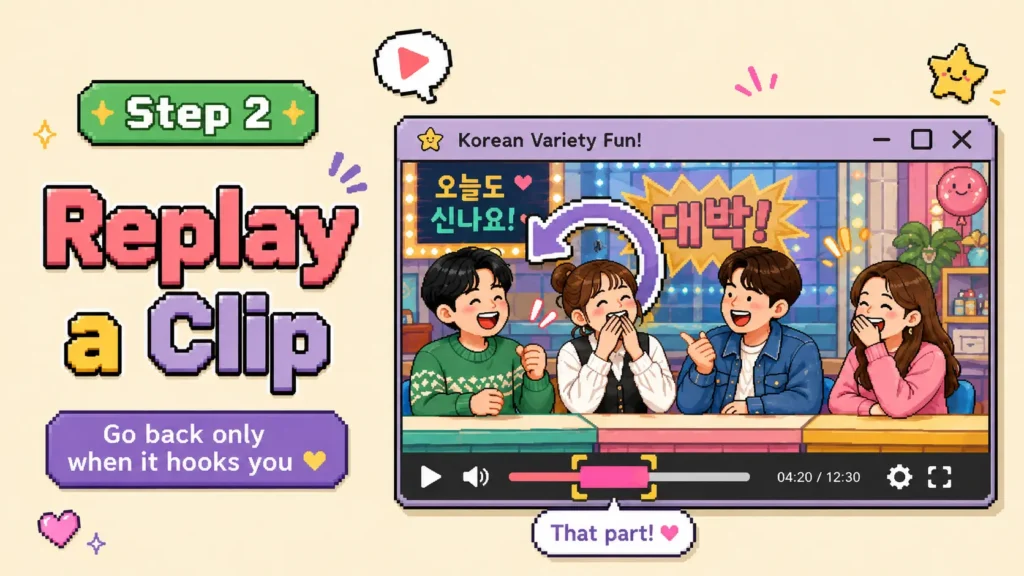 Step 2
Replay
a Clip
Go back only
when it hooks you
Korean Variety Fun!
오늘도
신나요!
대박!
04:20 / 12:30
That part!